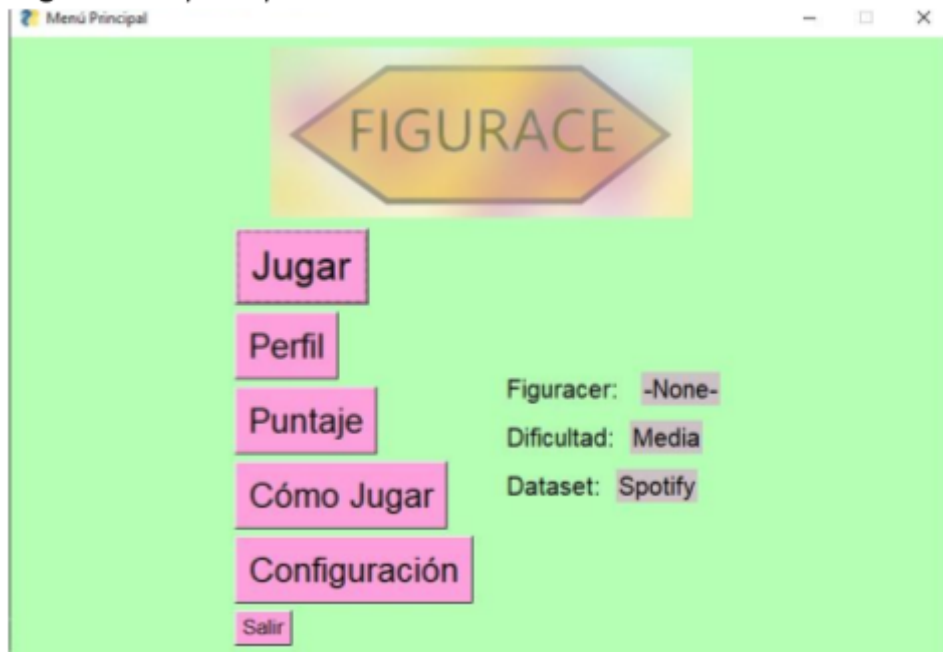 Menú Principal
FIGURACE
Jugar
Perfil
Puntaje
Cómo Jugar
Configuración
Salir
Figuracer: -None-
Dificultad: Media
Dataset: Spotify